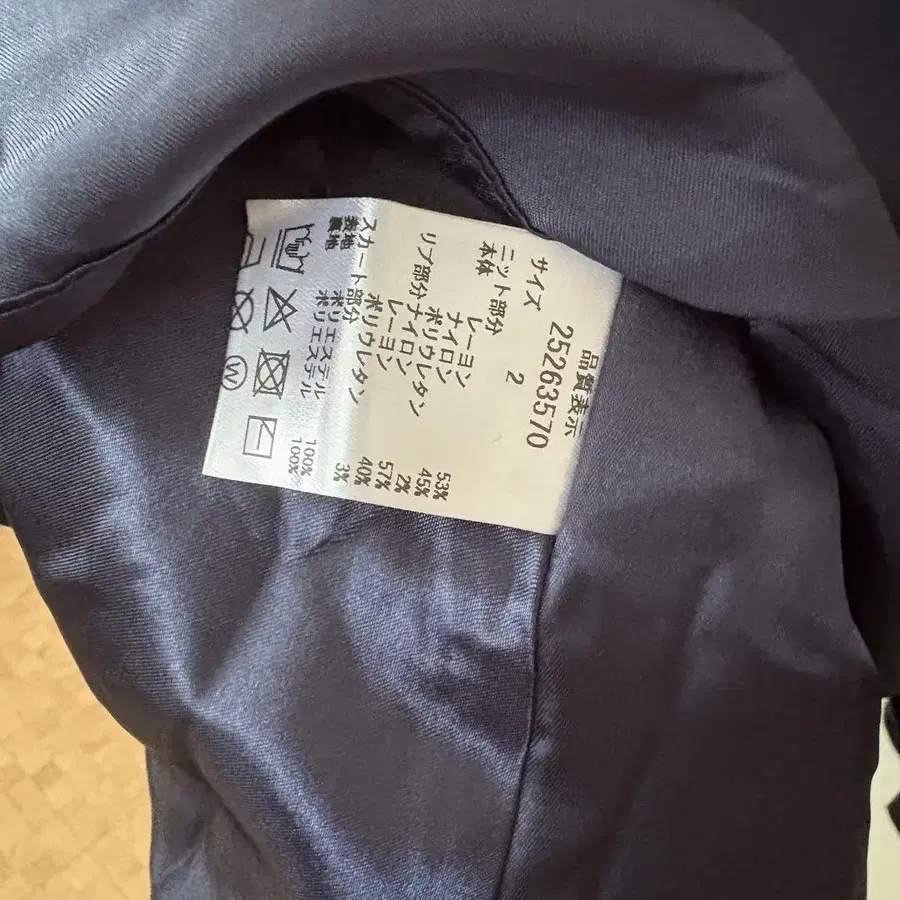 品質表示
25263570
サイズ 2
ニット部分
本体 レーヨン 53%
ナイロン 45%
ポリウレタン 2%
リブ部分 レーヨン 57%
ナイロン 40%
ポリウレタン 3%
スカート部分
表地 ポリエステル 100%
裏地 ポリエステル 100%
W